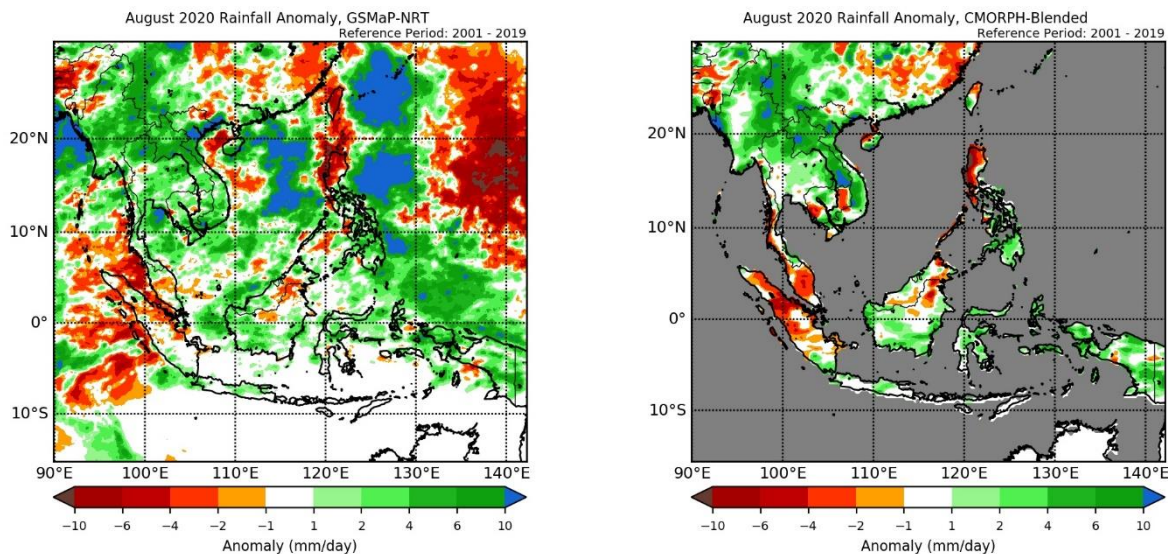 August 2020 Rainfall Anomaly, GSMaP-NRT
Reference Period: 2001 - 2019
20°N
10°N
0°
10°S
90°E 100°E 110°E 120°E 130°E 140°E
−10 −6 −4 −2 −1 1 2 4 6 10
Anomaly (mm/day)
August 2020 Rainfall Anomaly, CMORPH-Blended
Reference Period: 2001 - 2019
20°N
10°N
0°
10°S
90°E 100°E 110°E 120°E 130°E 140°E
−10 −6 −4 −2 −1 1 2 4 6 10
Anomaly (mm/day)